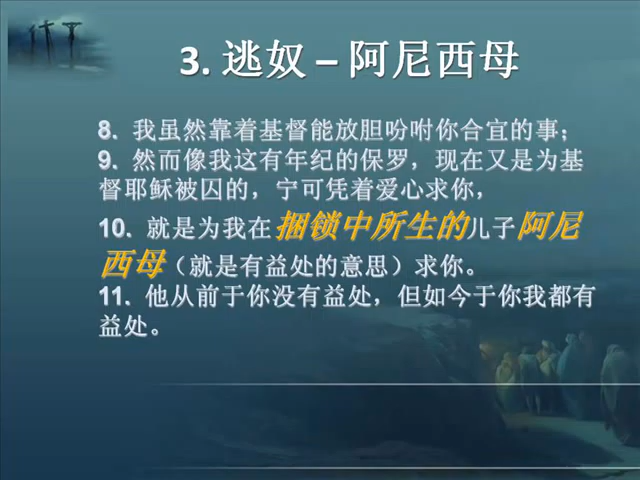 3. 逃奴 – 阿尼西母
8. 我虽然靠着基督能放胆吩咐你合宜的事；
9. 然而像我这有年纪的保罗，现在又是为基
督耶稣被囚的，宁可凭着爱心求你，
10. 就是为我在捆锁中所生的儿子阿尼
西母（就是有益处的意思）求你。
11. 他从前于你没有益处，但如今于你我都有
益处。